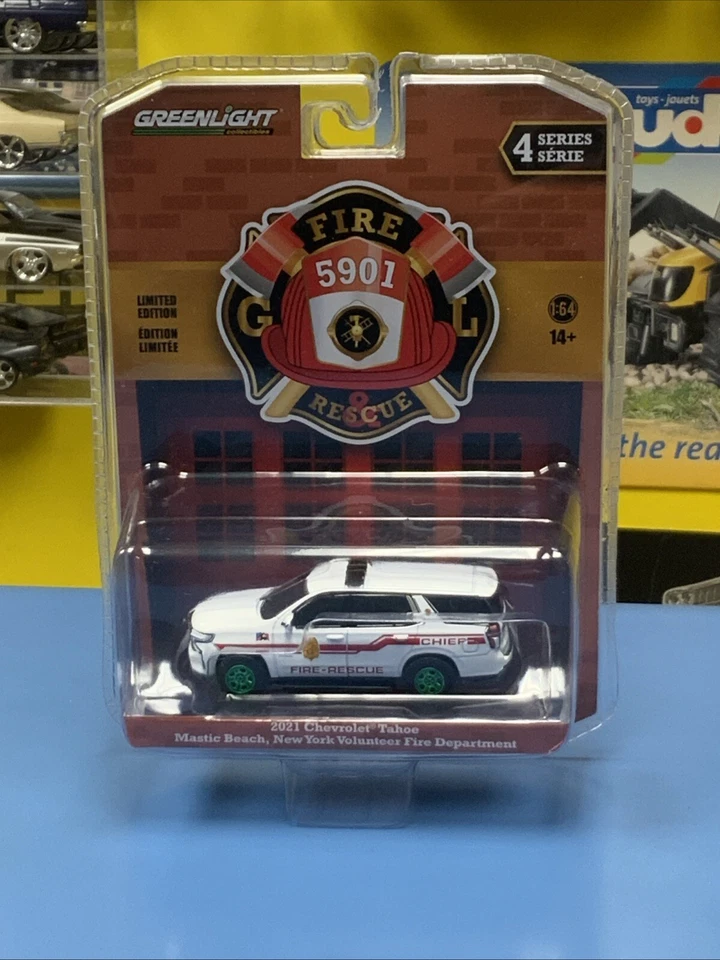 GREENLiGHT
collectibles
4 SERIES
SÉRIE
toys - jouets
ud
FIRE
5901
G L
&
RESCUE
LIMITED
EDITION
ÉDITION
LIMITÉE
1:64
14+
the rea
CHIEF
FIRE-RESCUE
2021 Chevrolet® Tahoe
Mastic Beach, New York Volunteer Fire Department